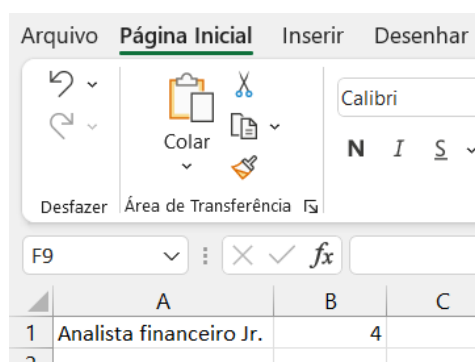 Arquivo Página Inicial Inserir Desenhar
Colar
Calibri
N I S
Desfazer Área de Transferência
F9 fx
A B C
1 Analista financeiro Jr. 4